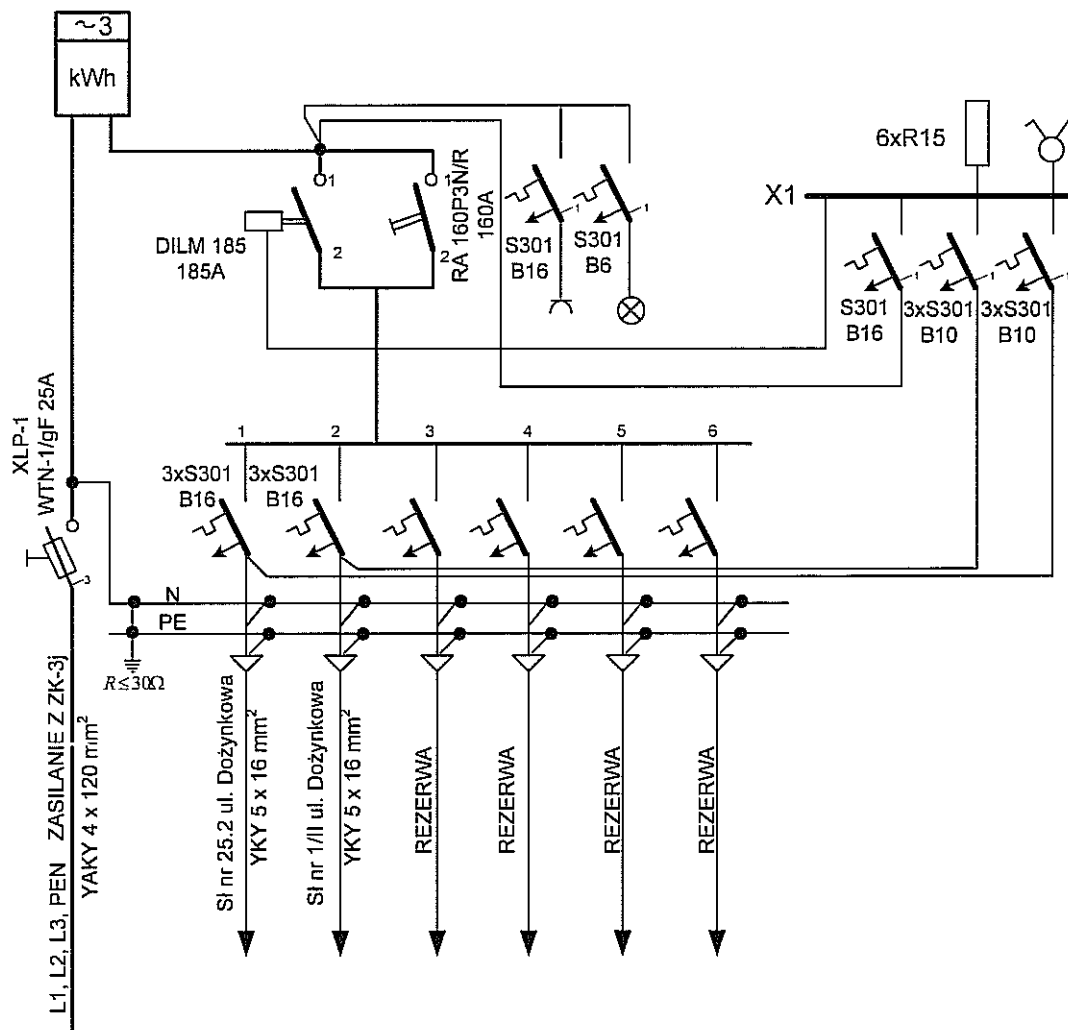 ~3
kWh
DILM 185
185A
1
2
1
2
RA 160P3N/R
160A
S301
B16
1
S301
B6
1
6xR15
X1
S301
B16
1
3xS301
B10
1
3xS301
B10
1
XLP-1
WTN-1/gF 25A
3
1
2
3
4
5
6
3xS301
B16
3xS301
B16
N
PE
R≤30Ω
L1, L2, L3, PEN ZASILANIE Z ZK-3j
YAKY 4 x 120 mm²
Sł nr 25.2 ul. Dożynkowa
YKY 5 x 16 mm²
Sł nr 1/II ul. Dożynkowa
YKY 5 x 16 mm²
REZERWA
REZERWA
REZERWA
REZERWA